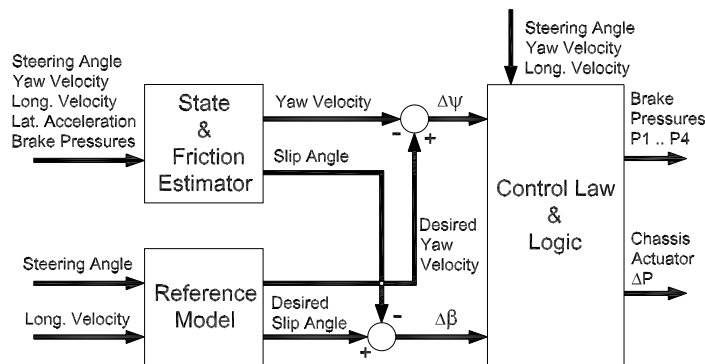 Steering Angle
Yaw Velocity
Long. Velocity
Lat. Acceleration
Brake Pressures
State
&
Friction
Estimator
Yaw Velocity
Slip Angle
-
+
Δψ
Steering Angle
Yaw Velocity
Long. Velocity
Control Law
&
Logic
Brake
Pressures
P1 .. P4
Chassis
Actuator
ΔP
Desired
Yaw
Velocity
Steering Angle
Long. Velocity
Reference
Model
Desired
Slip Angle
-
+
Δβ